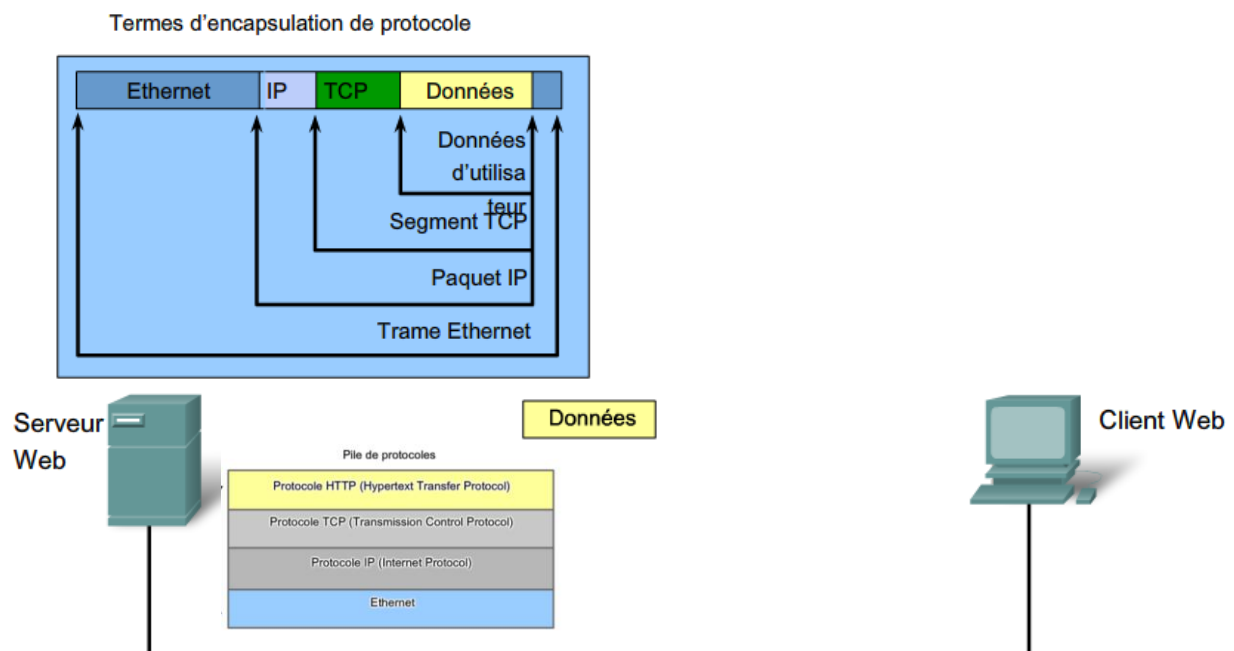 Termes d'encapsulation de protocole
Ethernet IP TCP Données
Données
d'utilisa
teur
Segment TCP
Paquet IP
Trame Ethernet
Serveur
Web
Données
Client Web
Pile de protocoles
Protocole HTTP (Hypertext Transfer Protocol)
Protocole TCP (Transmission Control Protocol)
Protocole IP (Internet Protocol)
Ethernet